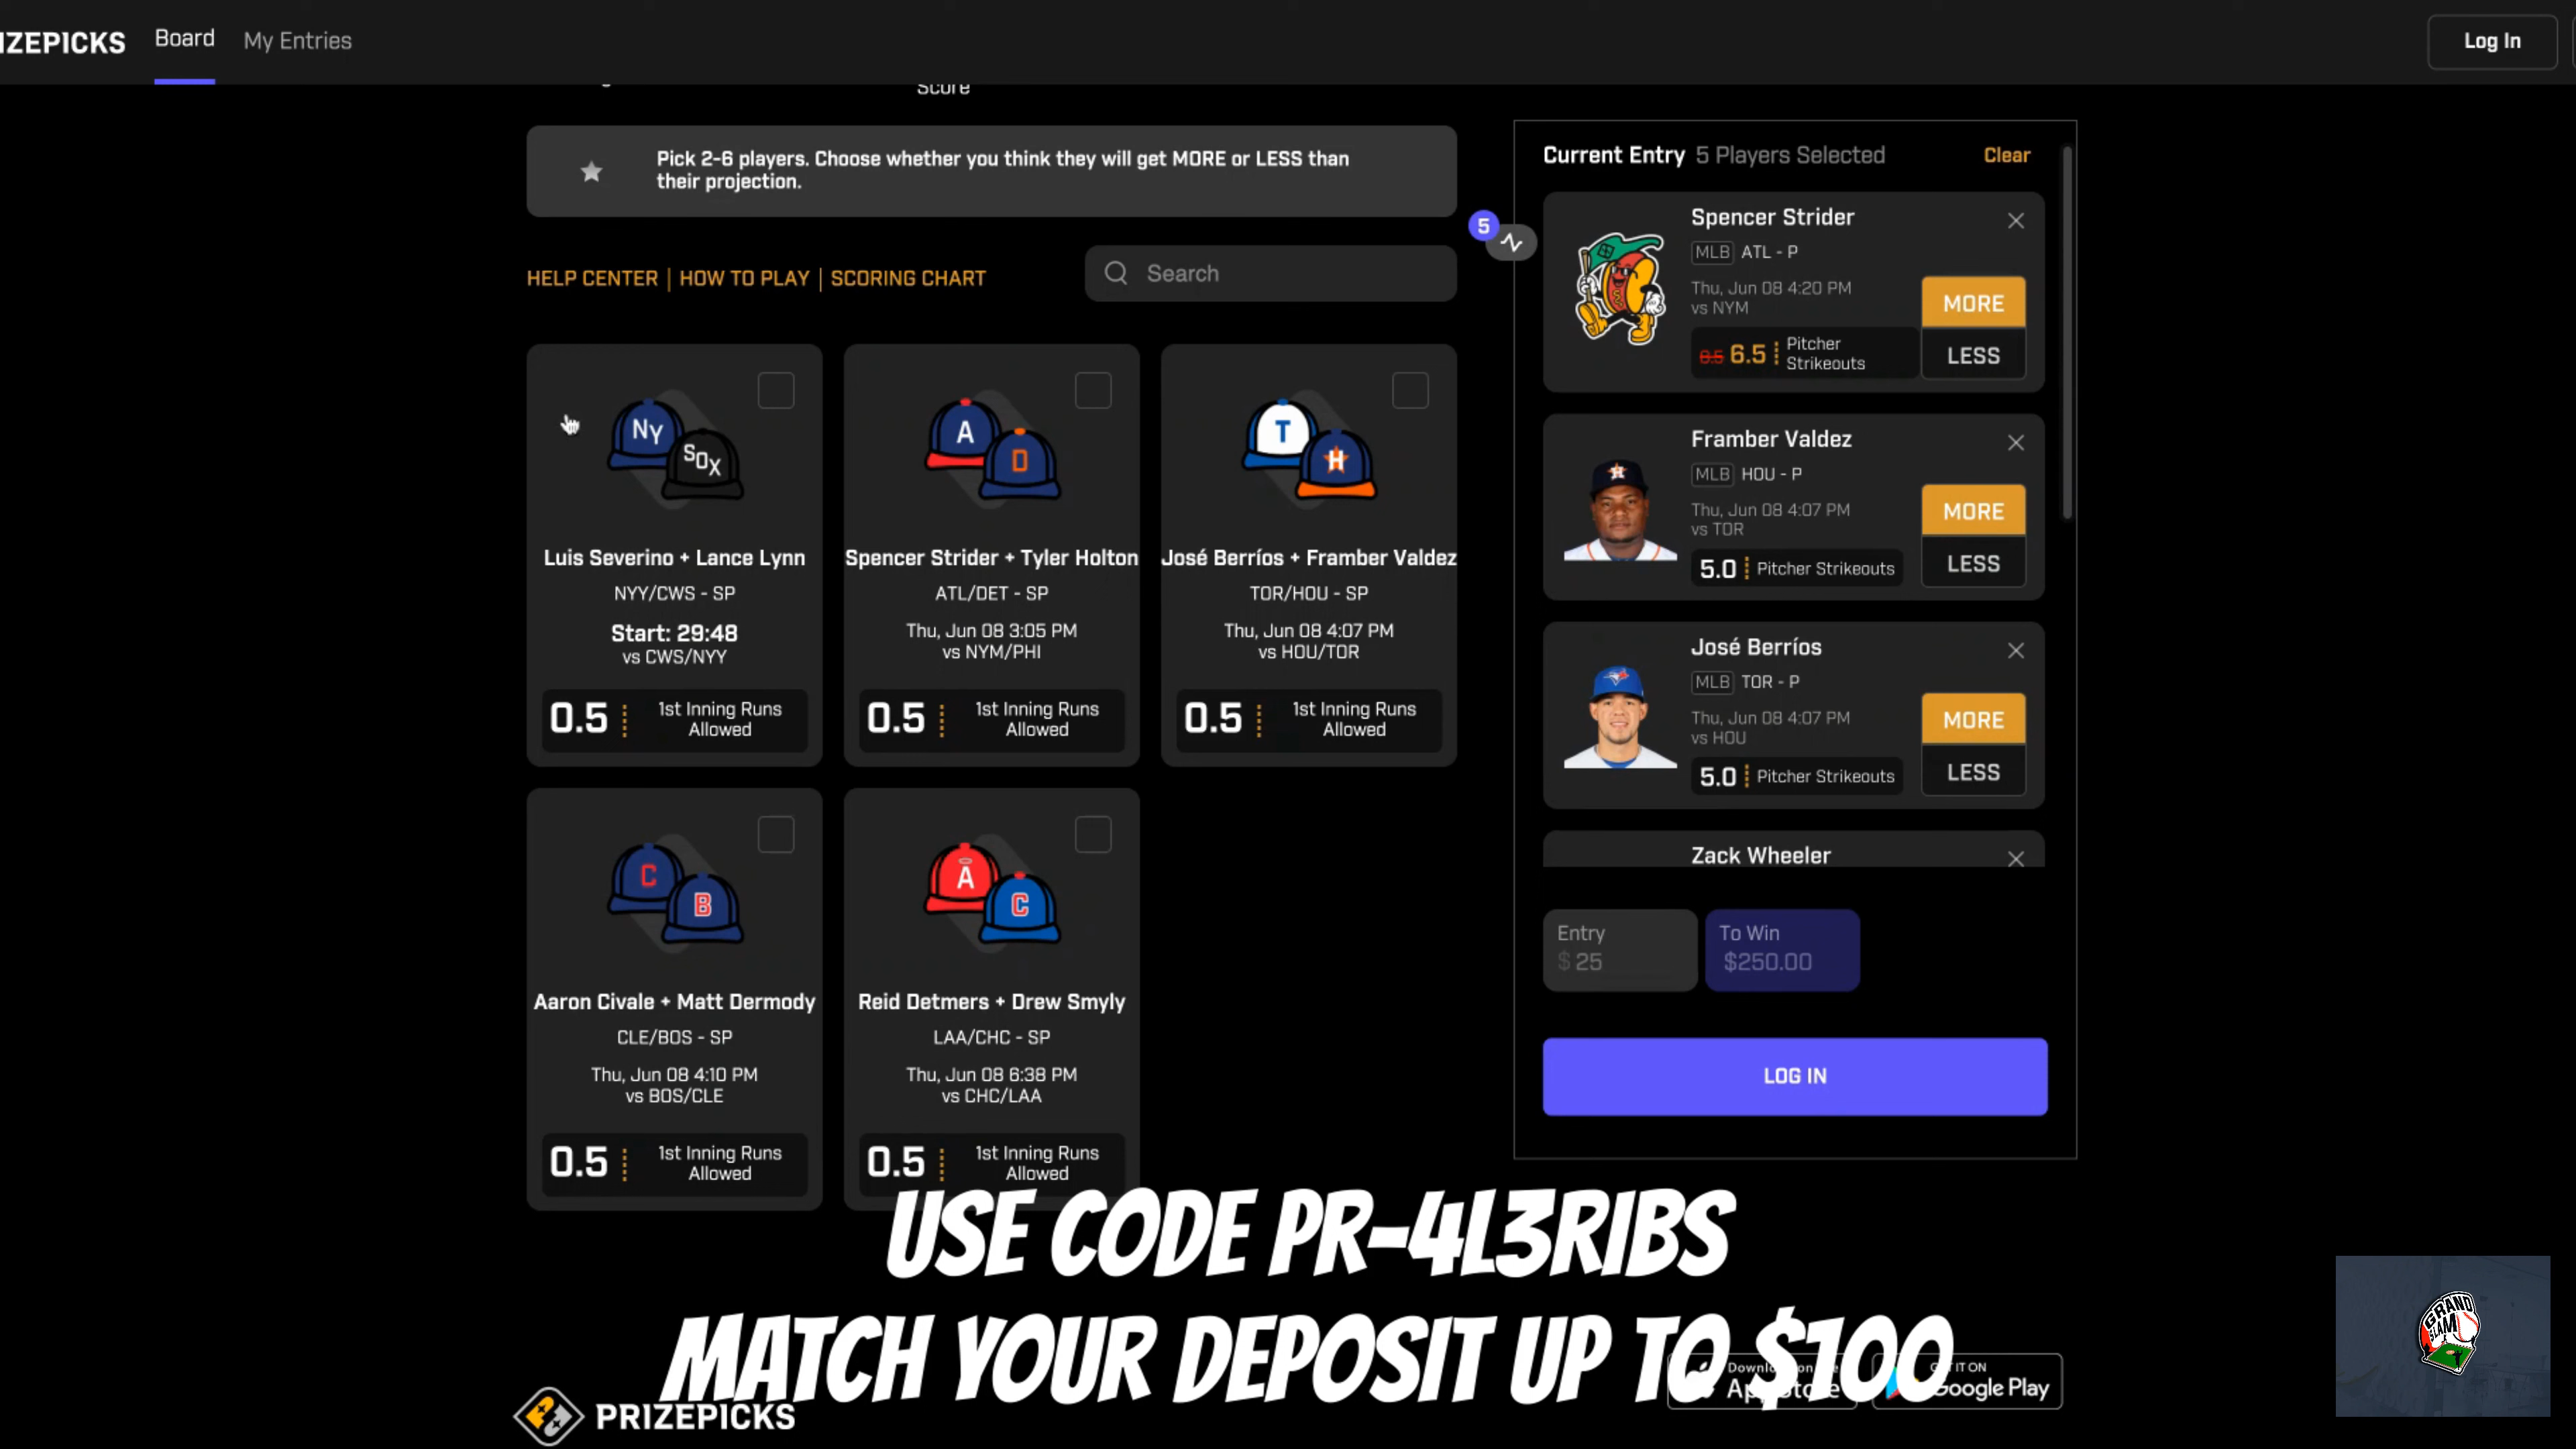 IZEPICKS
Board
My Entries
Log In
Score
Pick 2-6 players. Choose whether you think they will get MORE or LESS than
their projection.
HELP CENTER | HOW TO PLAY | SCORING CHART
Search
NY
SOX
Luis Severino + Lance Lynn
NYY/CWS - SP
Start: 29:48
vs CWS/NYY
0.5
1st Inning Runs
Allowed
A
D
Spencer Strider + Tyler Holton
ATL/DET - SP
Thu, Jun 08 3:05 PM
vs NYM/PHI
0.5
1st Inning Runs
Allowed
T
H
José Berríos + Framber Valdez
TOR/HOU - SP
Thu, Jun 08 4:07 PM
vs HOU/TOR
0.5
1st Inning Runs
Allowed
C
B
Aaron Civale + Matt Dermody
CLE/BOS - SP
Thu, Jun 08 4:10 PM
vs BOS/CLE
0.5
1st Inning Runs
Allowed
A
C
Reid Detmers + Drew Smyly
LAA/CHC - SP
Thu, Jun 08 6:38 PM
vs CHC/LAA
0.5
1st Inning Runs
Allowed
5
Current Entry 5 Players Selected
Clear
Spencer Strider
MLB ATL - P
Thu, Jun 08 4:20 PM
vs NYM
6.5
Pitcher
Strikeouts
MORE
LESS
Framber Valdez
MLB HOU - P
Thu, Jun 08 4:07 PM
vs TOR
5.0
Pitcher Strikeouts
MORE
LESS
José Berríos
MLB TOR - P
Thu, Jun 08 4:07 PM
vs HOU
5.0
Pitcher Strikeouts
MORE
LESS
Zack Wheeler
Entry
$ 25
To Win
$250.00
LOG IN
USE CODE PR-4L3RIBS
MATCH YOUR DEPOSIT UP TO $100
PRIZEPICKS
Google Play
GRAND
SLAM